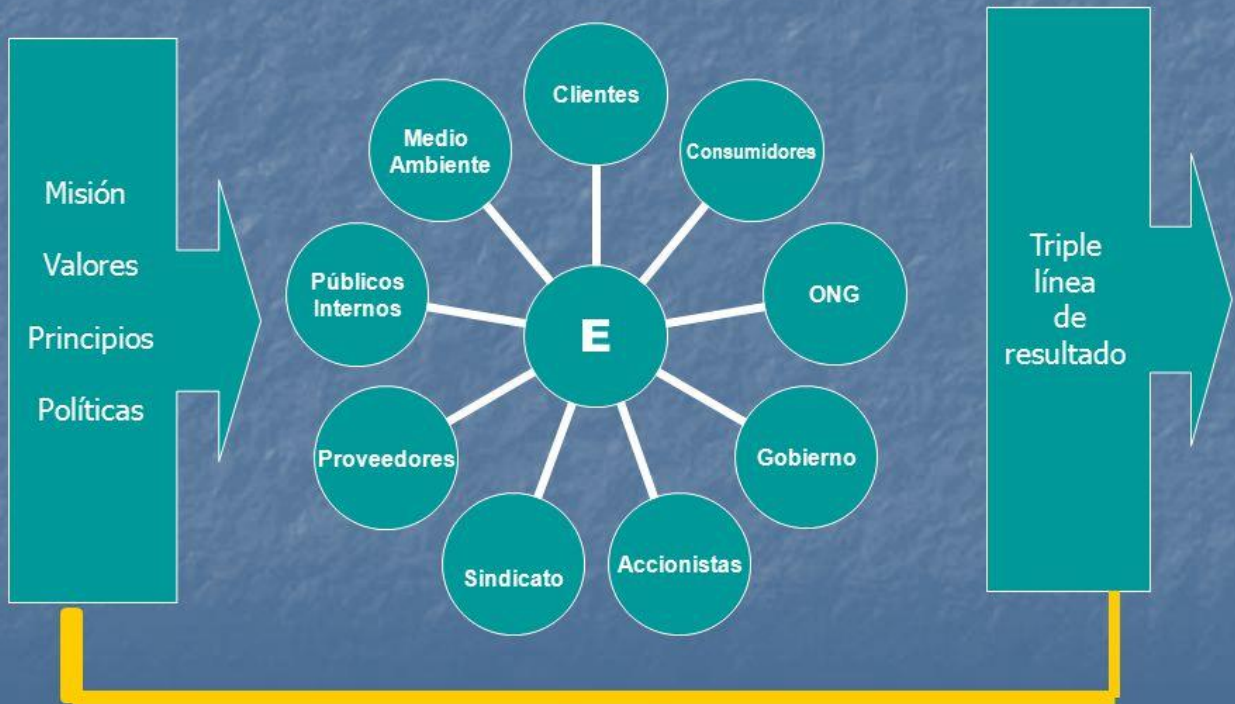 Misión
Valores
Principios
Políticas
Clientes
Consumidores
ONG
Gobierno
Accionistas
Sindicato
Proveedores
Públicos
Internos
Medio
Ambiente
E
Triple
línea
de
resultado